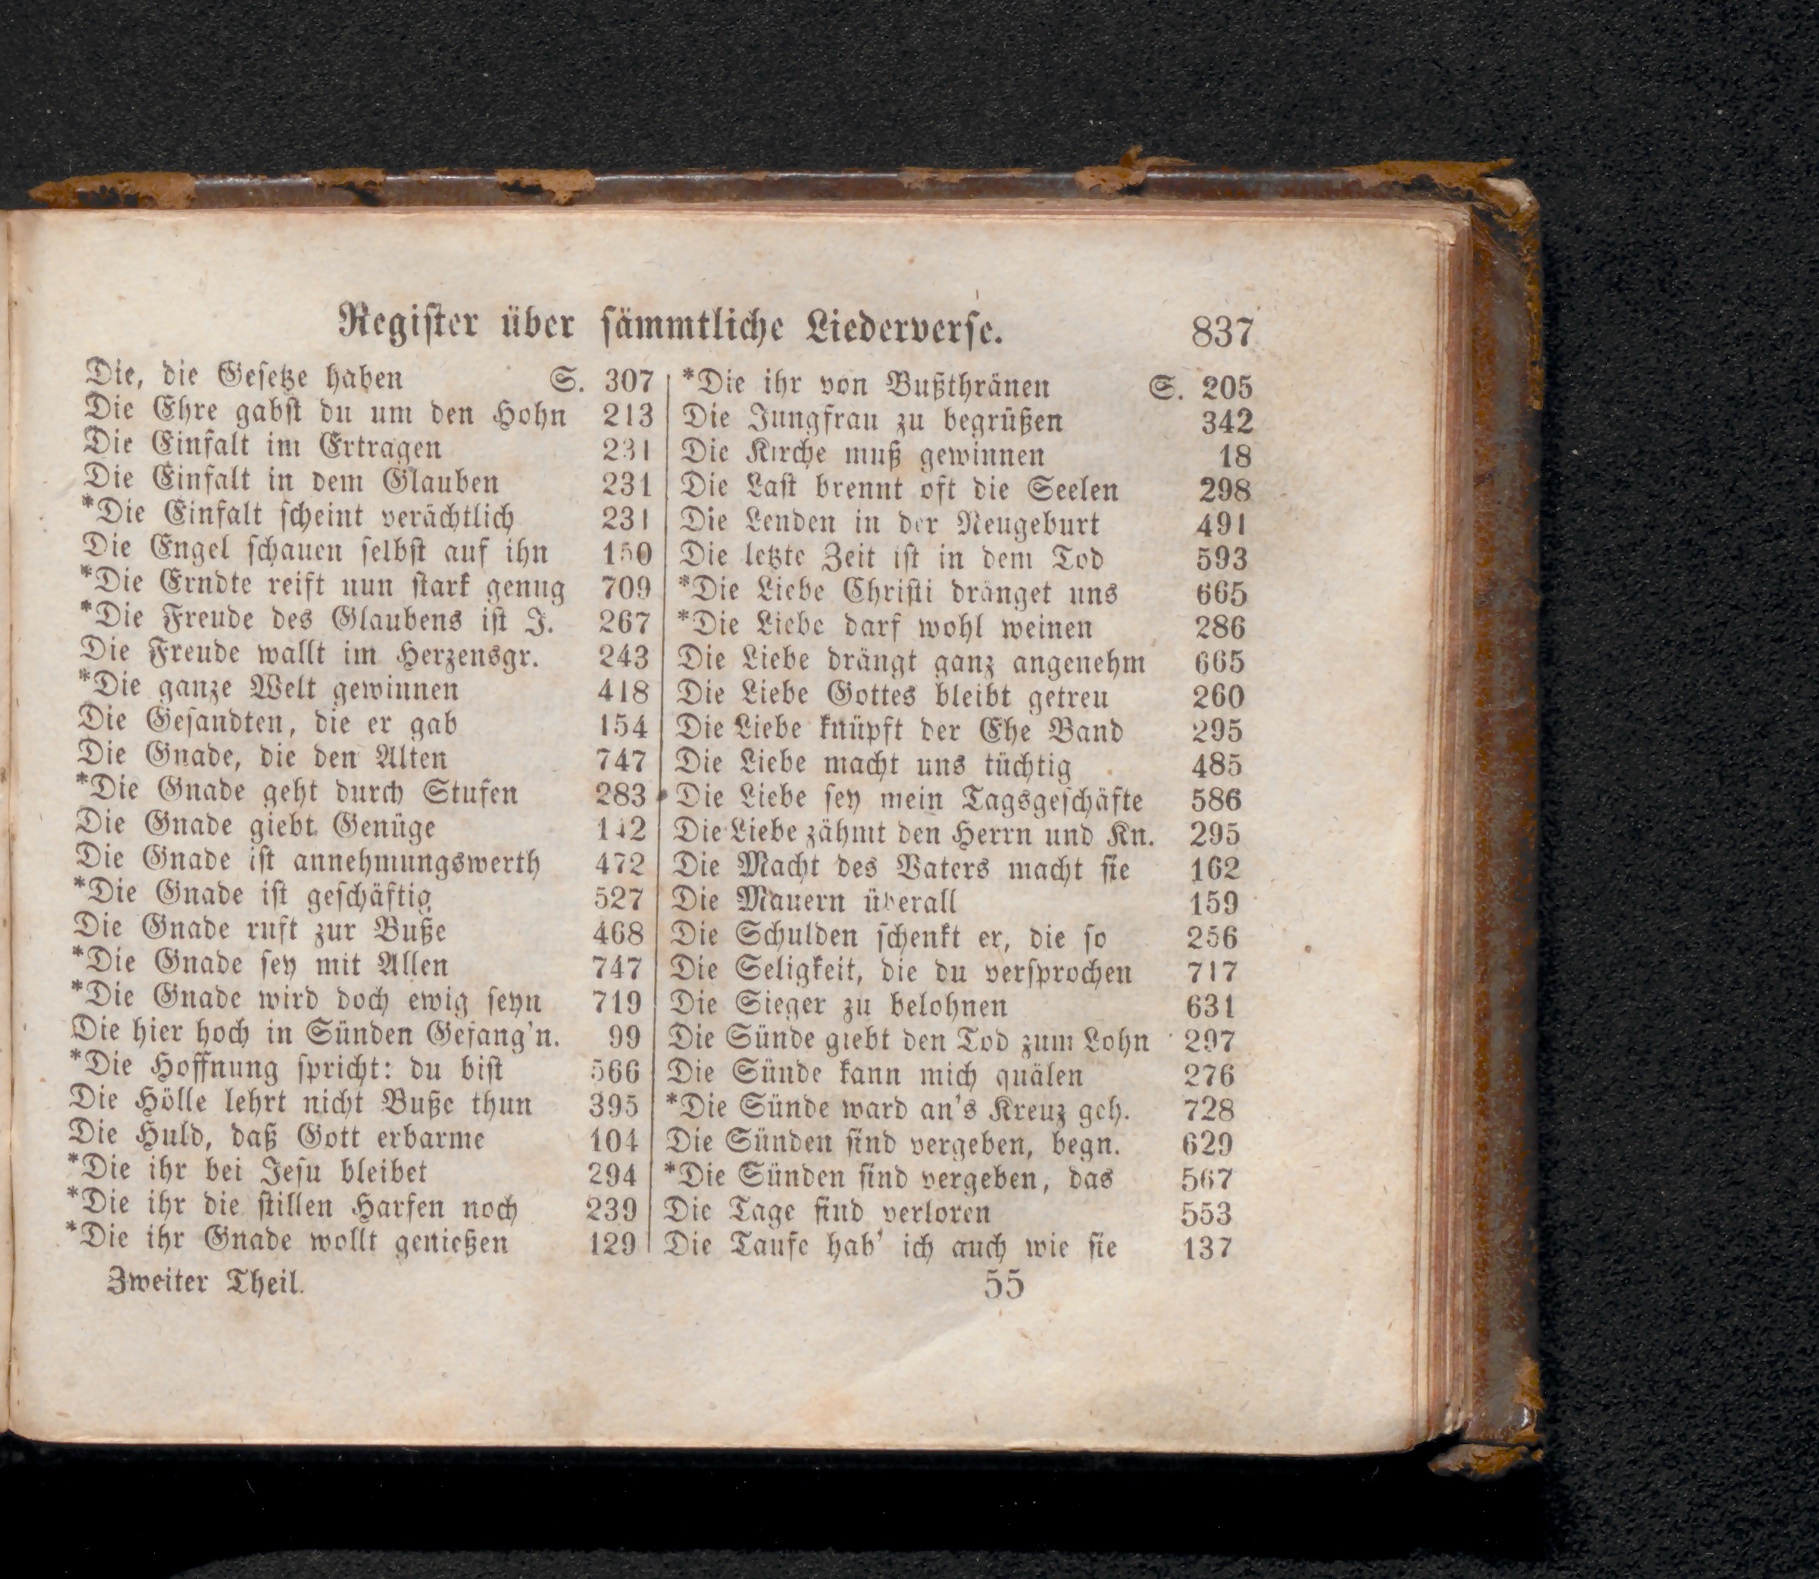 Register über sämmtliche Liederverse. 837
Die, die Gesetze haben S. 307
Die Ehre gabst du um den Hohn 213
Die Einfalt im Ertragen 231
Die Einfalt in dem Glauben 231
*Die Einfalt scheint verächtlich 231
Die Engel schauen selbst auf ihn 150
*Die Erndte reift nun stark genug 709
*Die Freude des Glaubens ist J. 267
Die Freude wallt im Herzensgr. 243
*Die ganze Welt gewinnen 418
Die Gesandten, die er gab 154
Die Gnade, die den Alten 747
*Die Gnade geht durch Stufen 283
Die Gnade giebt Genüge
Die Gnade ist annehmungswerth 472
*Die Gnade ist geschäftig 527
Die Gnade ruft zur Buße 468
*Die Gnade sey mit Allen 747
*Die Gnade wird doch ewig seyn 719
Die hier hoch in Sünden Gefang'n. 99
*Die Hoffnung spricht: du bist 566
Die Hölle lehrt nicht Buße thun 395
Die Huld, daß Gott erbarme 104
*Die ihr bei Jesu bleibet 294
*Die ihr die stillen Harfen noch 239
*Die ihr Gnade wollt genießen 129
*Die ihr von Bußthränen S. 205
Die Jungfrau zu begrüßen 342
Die Kirche muß gewinnen 18
Die Last brennt oft die Seelen 298
Die Lenden in der Neugeburt 491
Die letzte Zeit ist in dem Tod 593
*Die Liebe Christi dränget uns 665
*Die Liebe darf wohl weinen 286
Die Liebe drängt ganz angenehm 665
Die Liebe Gottes bleibt getreu 260
Die Liebe knüpft der Ehe Band 295
Die Liebe macht uns tüchtig 485
*Die Liebe sey mein Tagsgeschäfte 586
Die Liebe zähmt den Herrn und Kn. 295
Die Macht des Vaters macht sie 162
Die Mauern überall 159
Die Schulden schenkt er, die so 256
Die Seligkeit, die du versprochen 717
Die Sieger zu belohnen 631
Die Sünde giebt den Tod zum Lohn 297
Die Sünde kann mich quälen 276
*Die Sünde ward an's Kreuz geh. 728
Die Sünden sind vergeben, begn. 629
*Die Sünden sind vergeben, das 567
Die Tage sind verloren 553
Die Taufe hab' ich auch wie sie 137
Zweiter Theil. 55